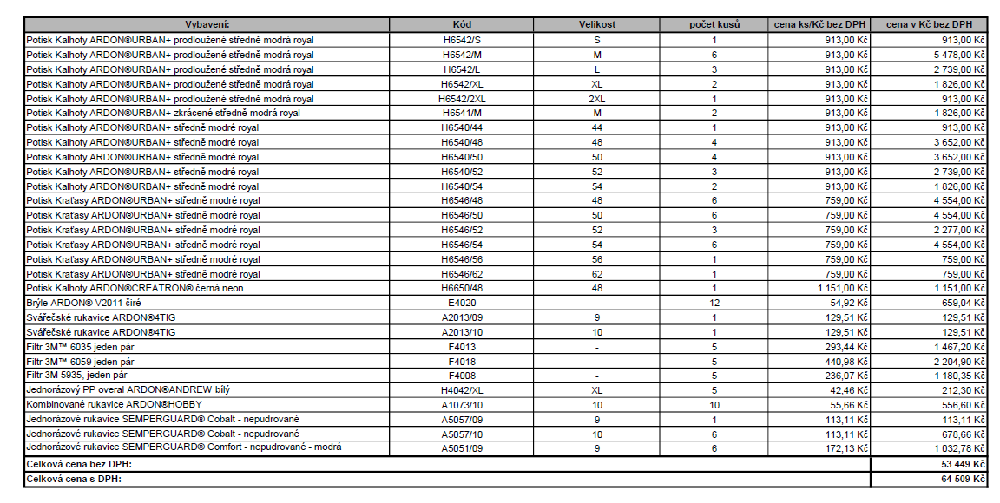 Vybavení: Kód Velikost počet kusů cena ks/Kč bez DPH cena v Kč bez DPH
Potisk Kalhoty ARDON®URBAN+ prodloužené středně modrá royal H6542/S S 1 913,00 Kč 913,00 Kč
Potisk Kalhoty ARDON®URBAN+ prodloužené středně modrá royal H6542/M M 6 913,00 Kč 5 478,00 Kč
Potisk Kalhoty ARDON®URBAN+ prodloužené středně modrá royal H6542/L L 3 913,00 Kč 2 739,00 Kč
Potisk Kalhoty ARDON®URBAN+ prodloužené středně modrá royal H6542/XL XL 2 913,00 Kč 1 826,00 Kč
Potisk Kalhoty ARDON®URBAN+ prodloužené středně modrá royal H6542/2XL 2XL 1 913,00 Kč 913,00 Kč
Potisk Kalhoty ARDON®URBAN+ zkrácené středně modrá royal H6541/M M 2 913,00 Kč 1 826,00 Kč
Potisk Kalhoty ARDON®URBAN+ středně modré royal H6540/44 44 1 913,00 Kč 913,00 Kč
Potisk Kalhoty ARDON®URBAN+ středně modré royal H6540/48 48 4 913,00 Kč 3 652,00 Kč
Potisk Kalhoty ARDON®URBAN+ středně modré royal H6540/50 50 4 913,00 Kč 3 652,00 Kč
Potisk Kalhoty ARDON®URBAN+ středně modré royal H6540/52 52 3 913,00 Kč 2 739,00 Kč
Potisk Kalhoty ARDON®URBAN+ středně modré royal H6540/54 54 2 913,00 Kč 1 826,00 Kč
Potisk Kraťasy ARDON®URBAN+ středně modré royal H6546/48 48 6 759,00 Kč 4 554,00 Kč
Potisk Kraťasy ARDON®URBAN+ středně modré royal H6546/50 50 6 759,00 Kč 4 554,00 Kč
Potisk Kraťasy ARDON®URBAN+ středně modré royal H6546/52 52 3 759,00 Kč 2 277,00 Kč
Potisk Kraťasy ARDON®URBAN+ středně modré royal H6546/54 54 6 759,00 Kč 4 554,00 Kč
Potisk Kraťasy ARDON®URBAN+ středně modré royal H6546/56 56 1 759,00 Kč 759,00 Kč
Potisk Kraťasy ARDON®URBAN+ středně modré royal H6546/62 62 1 759,00 Kč 759,00 Kč
Potisk Kalhoty ARDON®CREATRON® černá neon H6650/48 48 1 1 151,00 Kč 1 151,00 Kč
Brýle ARDON® V2011 čiré E4020 - 12 54,92 Kč 659,04 Kč
Svářečské rukavice ARDON®4TIG A2013/09 9 1 129,51 Kč 129,51 Kč
Svářečské rukavice ARDON®4TIG A2013/10 10 1 129,51 Kč 129,51 Kč
Filtr 3M™ 6035 jeden pár F4013 - 5 293,44 Kč 1 467,20 Kč
Filtr 3M™ 6059 jeden pár F4018 - 5 440,98 Kč 2 204,90 Kč
Filtr 3M 5935, jeden pár F4008 - 5 236,07 Kč 1 180,35 Kč
Jednorázový PP overal ARDON®ANDREW bílý H4042/XL XL 5 42,46 Kč 212,30 Kč
Kombinované rukavice ARDON®HOBBY A1073/10 10 10 55,66 Kč 556,60 Kč
Jednorázové rukavice SEMPERGUARD® Cobalt - nepudrované A5057/09 9 1 113,11 Kč 113,11 Kč
Jednorázové rukavice SEMPERGUARD® Cobalt - nepudrované A5057/10 10 6 113,11 Kč 678,66 Kč
Jednorázové rukavice SEMPERGUARD® Comfort - nepudrované - modrá A5051/09 9 6 172,13 Kč 1 032,78 Kč
Celková cena bez DPH: 53 449 Kč
Celková cena s DPH: 64 509 Kč